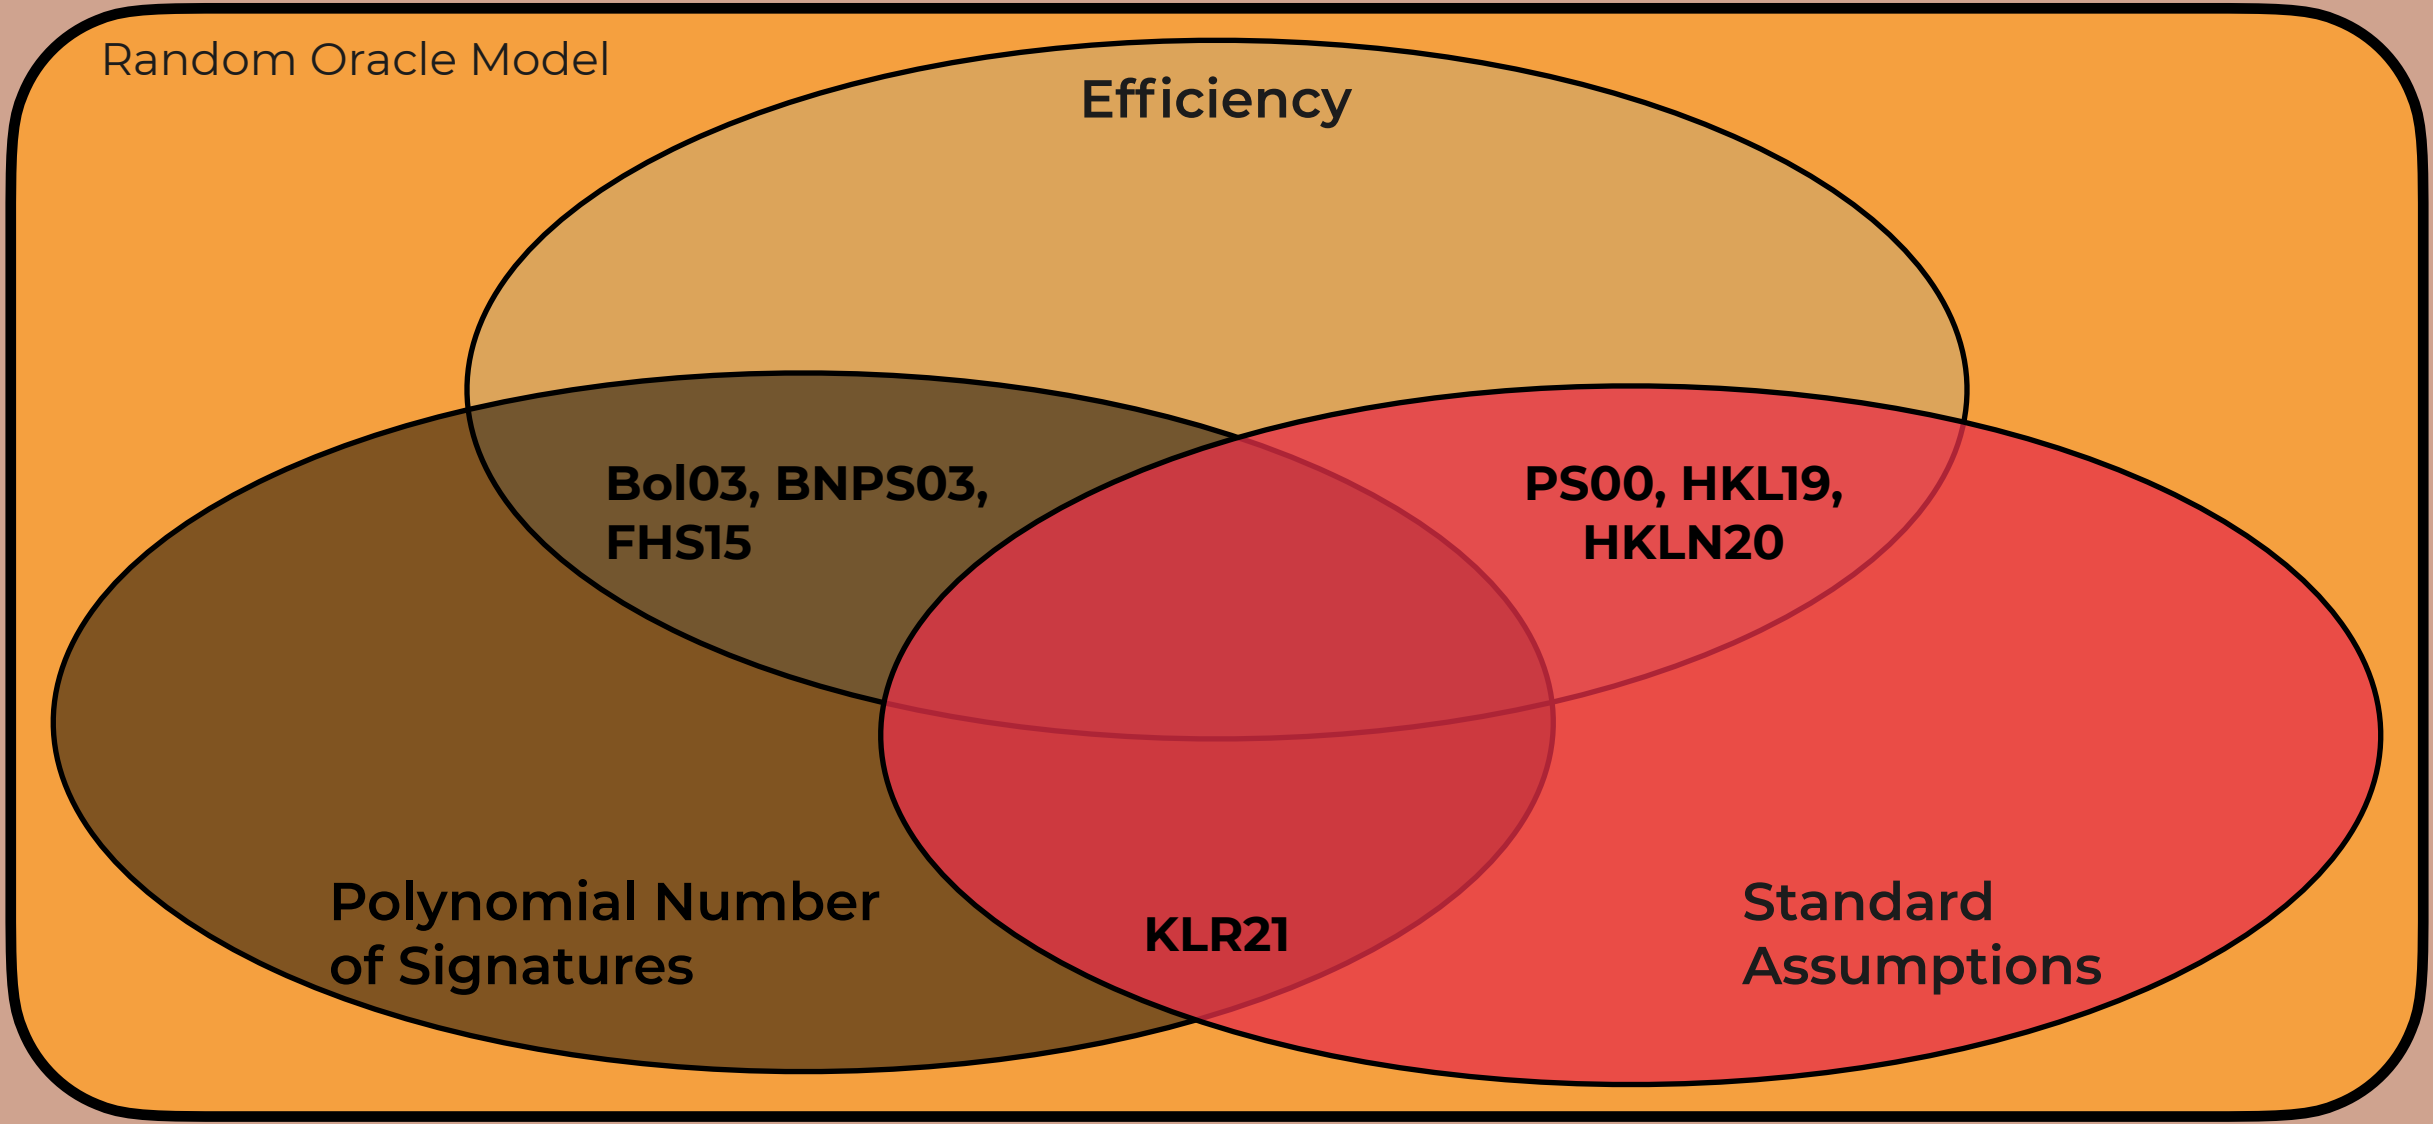 Random Oracle Model
Efficiency
Bol03, BNPS03,
FHS15
PS00, HKL19,
HKLN20
Polynomial Number
of Signatures
KLR21
Standard
Assumptions